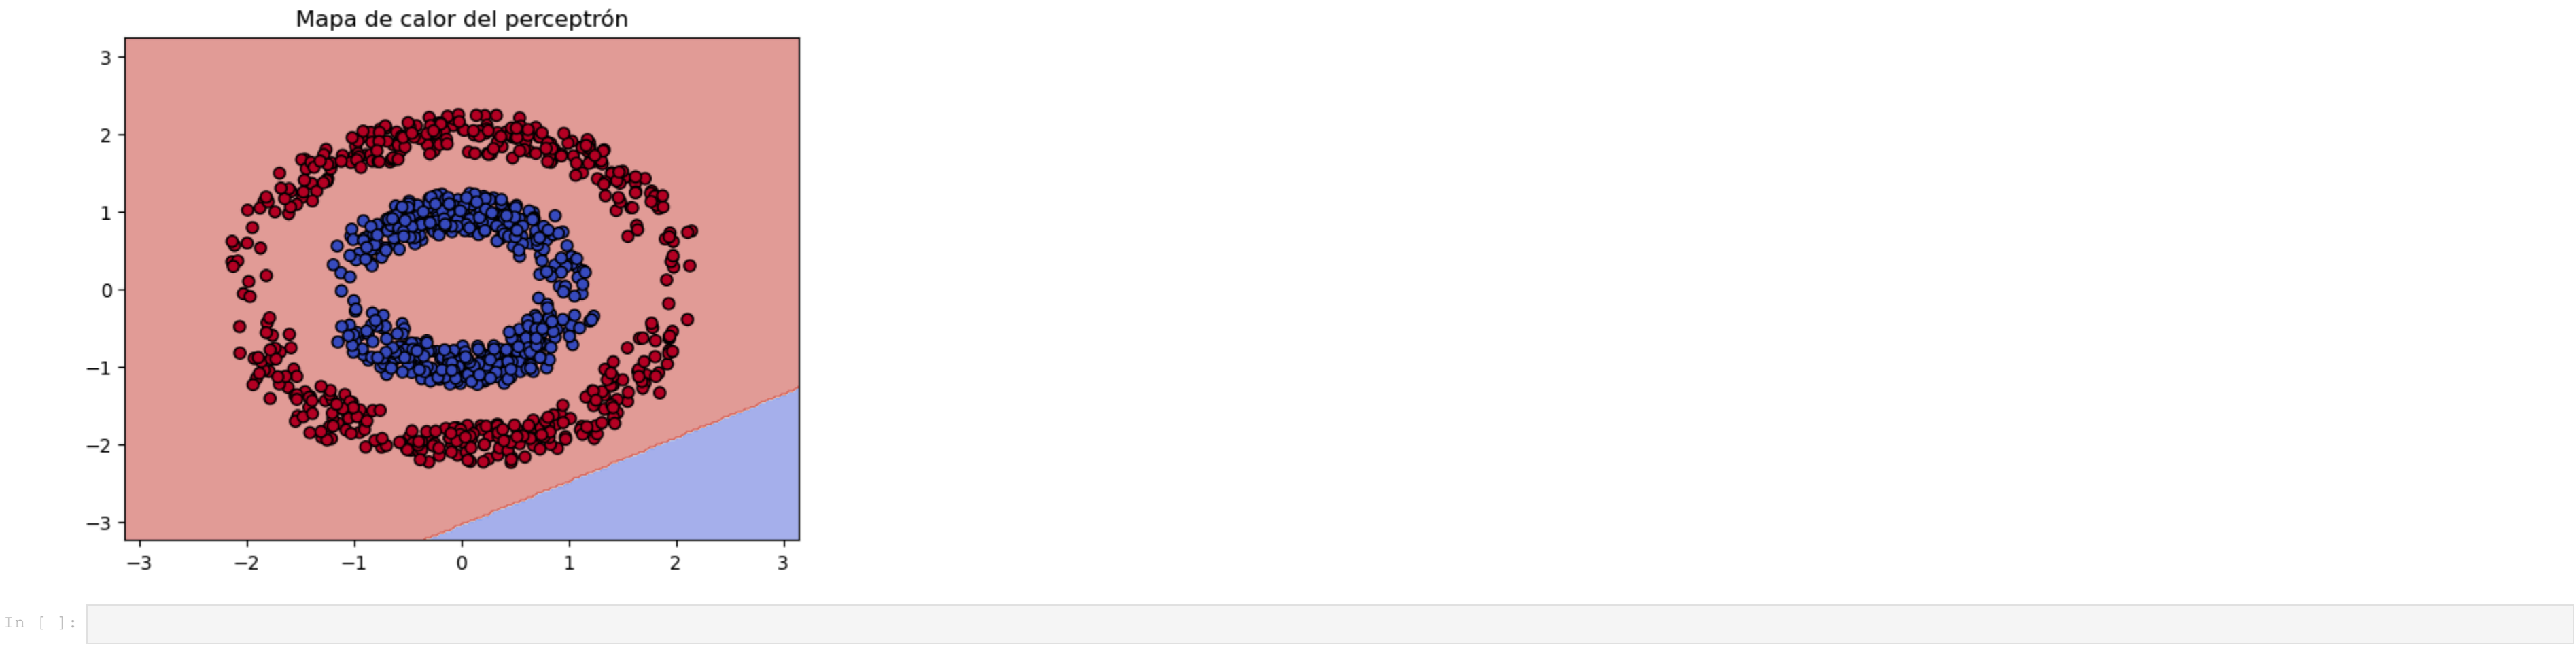 Mapa de calor del perceptrón
3
2
1
0
−1
−2
−3
−3 −2 −1 0 1 2 3
In [ ]: